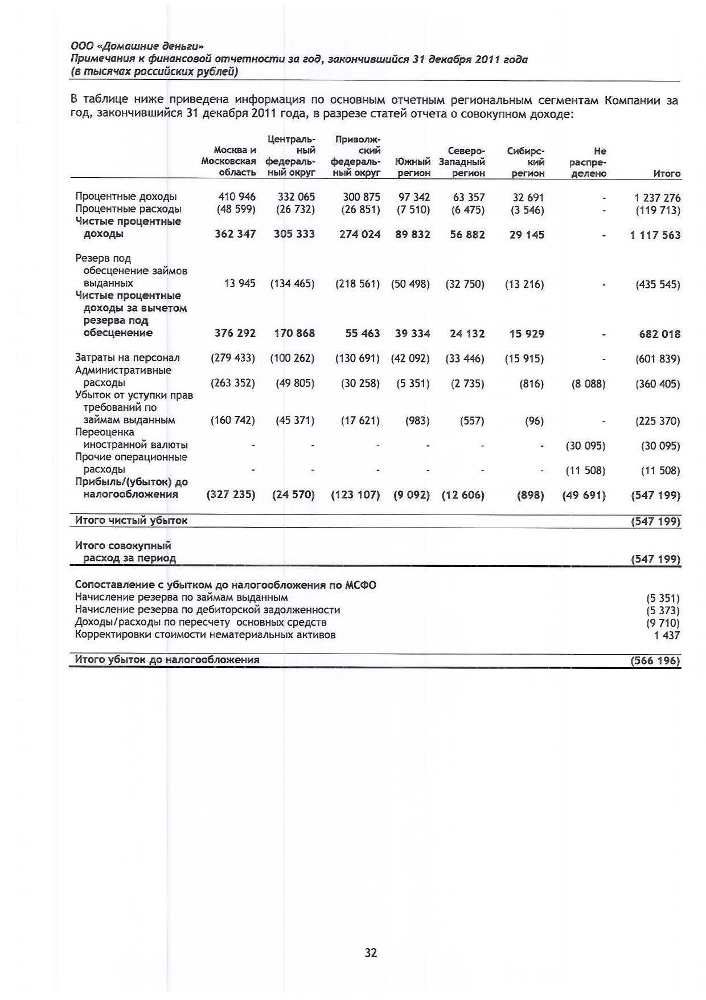 ООО «Домашние деньги»
Примечания к финансовой отчетности за год, закончившийся 31 декабря 2011 года
(в тысячах российских рублей)
В таблице ниже приведена информация по основным отчетным региональным сегментам Компании за
год, закончившийся 31 декабря 2011 года, в разрезе статей отчета о совокупном доходе:
Централь- Приволж-
Москва и ный ский Северо- Сибирс- Не
Московская федераль- федераль- Южный Западный кий распре-
область ный округ ный округ регион регион регион делено Итого
Процентные доходы 410 946 332 065 300 875 97 342 63 357 32 691 - 1 237 276
Процентные расходы (48 599) (26 732) (26 851) (7 510) (6 475) (3 546) - (119 713)
Чистые процентные
доходы 362 347 305 333 274 024 89 832 56 882 29 145 - 1 117 563
Резерв под
обесценение займов
выданных 13 945 (134 465) (218 561) (50 498) (32 750) (13 216) - (435 545)
Чистые процентные
доходы за вычетом
резерва под
обесценение 376 292 170 868 55 463 39 334 24 132 15 929 - 682 018
Затраты на персонал (279 433) (100 262) (130 691) (42 092) (33 446) (15 915) - (601 839)
Административные
расходы (263 352) (49 805) (30 258) (5 351) (2 735) (816) (8 088) (360 405)
Убыток от уступки прав
требований по
займам выданным (160 742) (45 371) (17 621) (983) (557) (96) - (225 370)
Переоценка
иностранной валюты - - - - - - (30 095) (30 095)
Прочие операционные
расходы - - - - - - (11 508) (11 508)
Прибыль/(убыток) до
налогообложения (327 235) (24 570) (123 107) (9 092) (12 606) (898) (49 691) (547 199)
Итого чистый убыток (547 199)
Итого совокупный
расход за период (547 199)
Сопоставление с убытком до налогообложения по МСФО
Начисление резерва по займам выданным (5 351)
Начисление резерва по дебиторской задолженности (5 373)
Доходы/расходы по пересчету основных средств (9 710)
Корректировки стоимости нематериальных активов 1 437
Итого убыток до налогообложения (566 196)
32